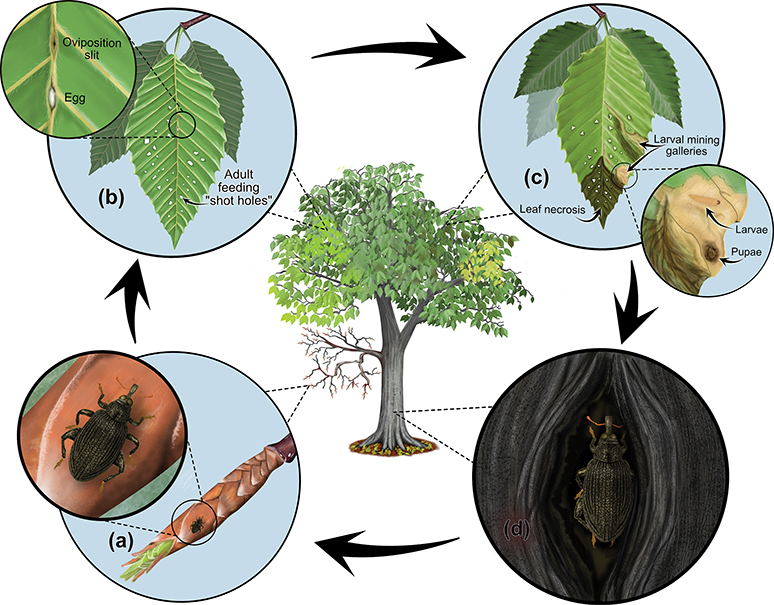 Oviposition
slit
Egg
(b)
Adult
feeding
"shot holes"
(c)
Larval mining
galleries
Leaf necrosis
Larvae
Pupae
(a)
(d)